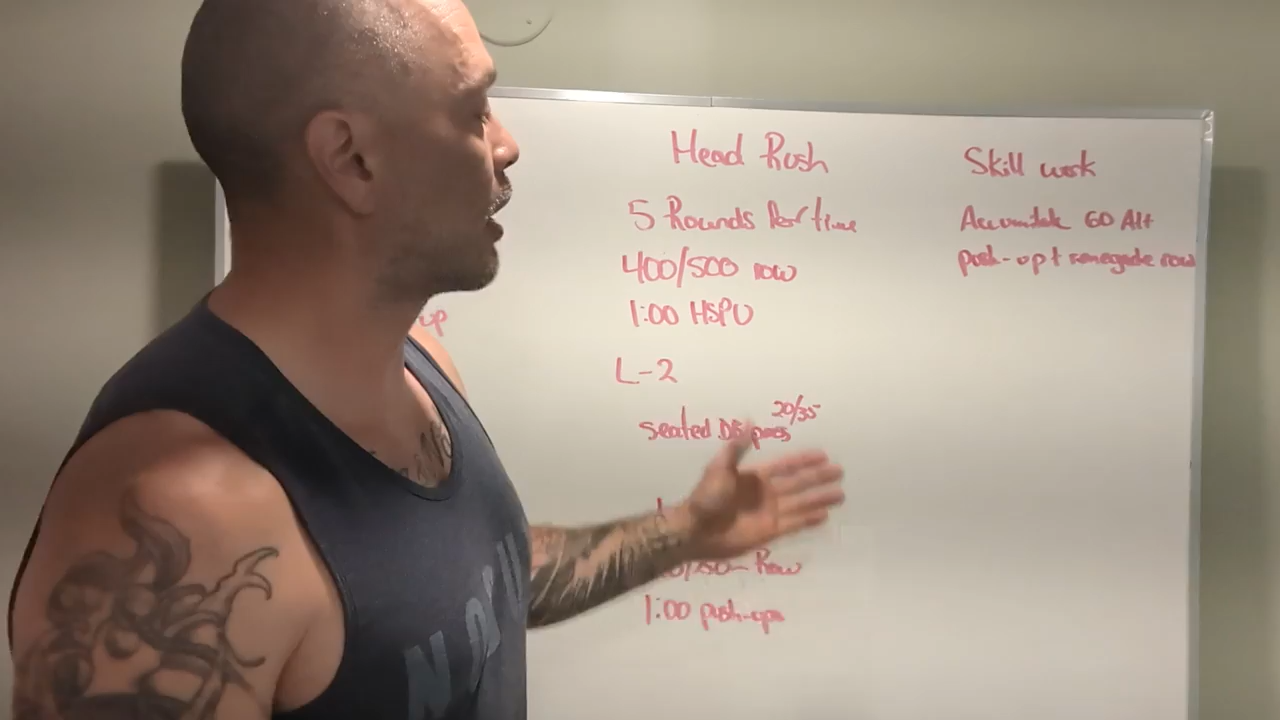 Head Rush
5 Rounds for time
400/500 row
1:00 HSPU
L-2
20/35
seated DB press
Row
1:00 push-ups
Skill work
Accumulate 60 Alt
push-up + renegade row
up